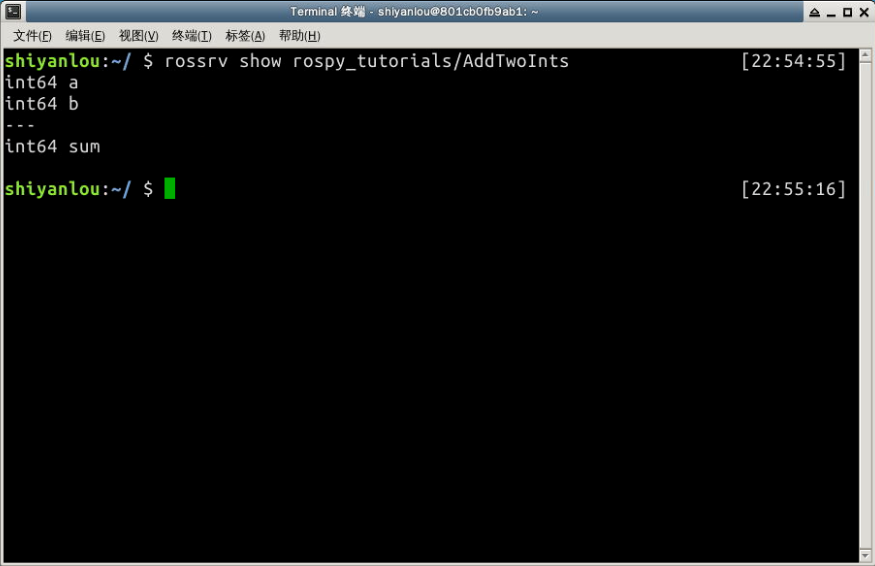 Terminal 终端 - shiyanlou@801cb0fb9ab1: ~
文件(F) 编辑(E) 视图(V) 终端(T) 标签(A) 帮助(H)
shiyanlou:~/ $ rossrv show rospy_tutorials/AddTwoInts [22:54:55]
int64 a
int64 b
---
int64 sum
shiyanlou:~/ $ [22:55:16]